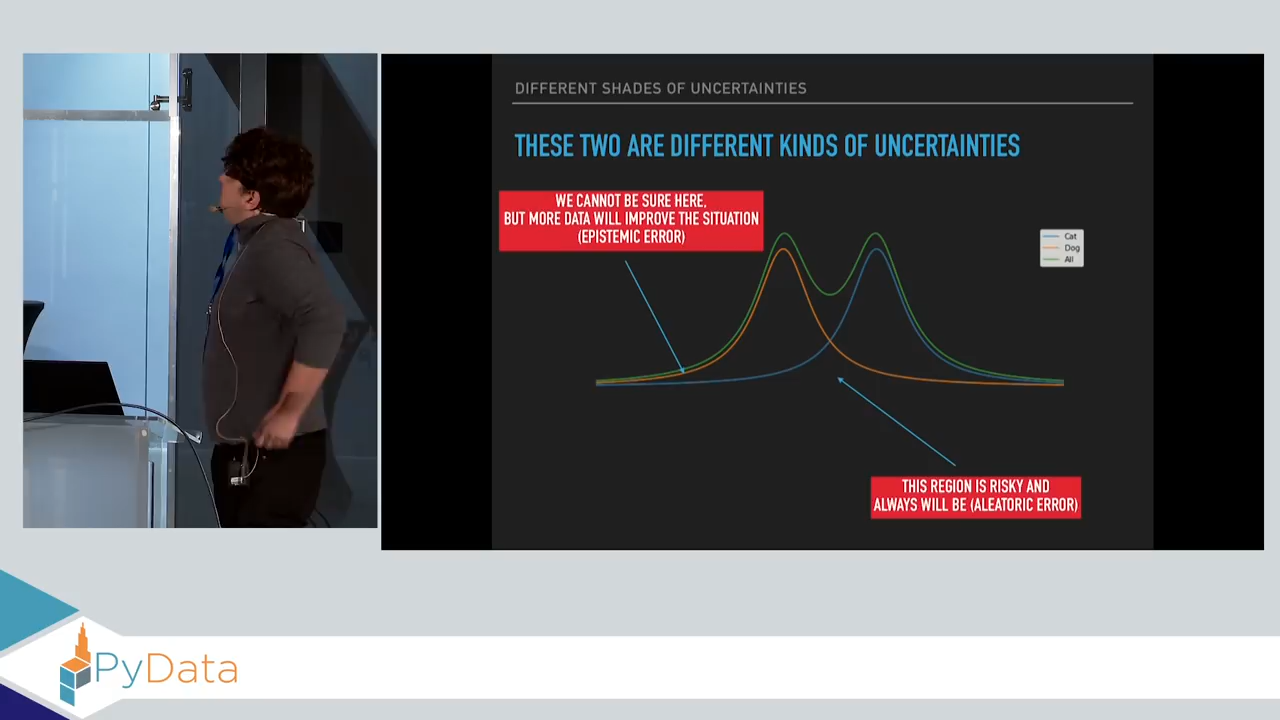 DIFFERENT SHADES OF UNCERTAINTIES
THESE TWO ARE DIFFERENT KINDS OF UNCERTAINTIES
WE CANNOT BE SURE HERE,
BUT MORE DATA WILL IMPROVE THE SITUATION
(EPISTEMIC ERROR)
Cat
Dog
All
THIS REGION IS RISKY AND
ALWAYS WILL BE (ALEATORIC ERROR)
PyData